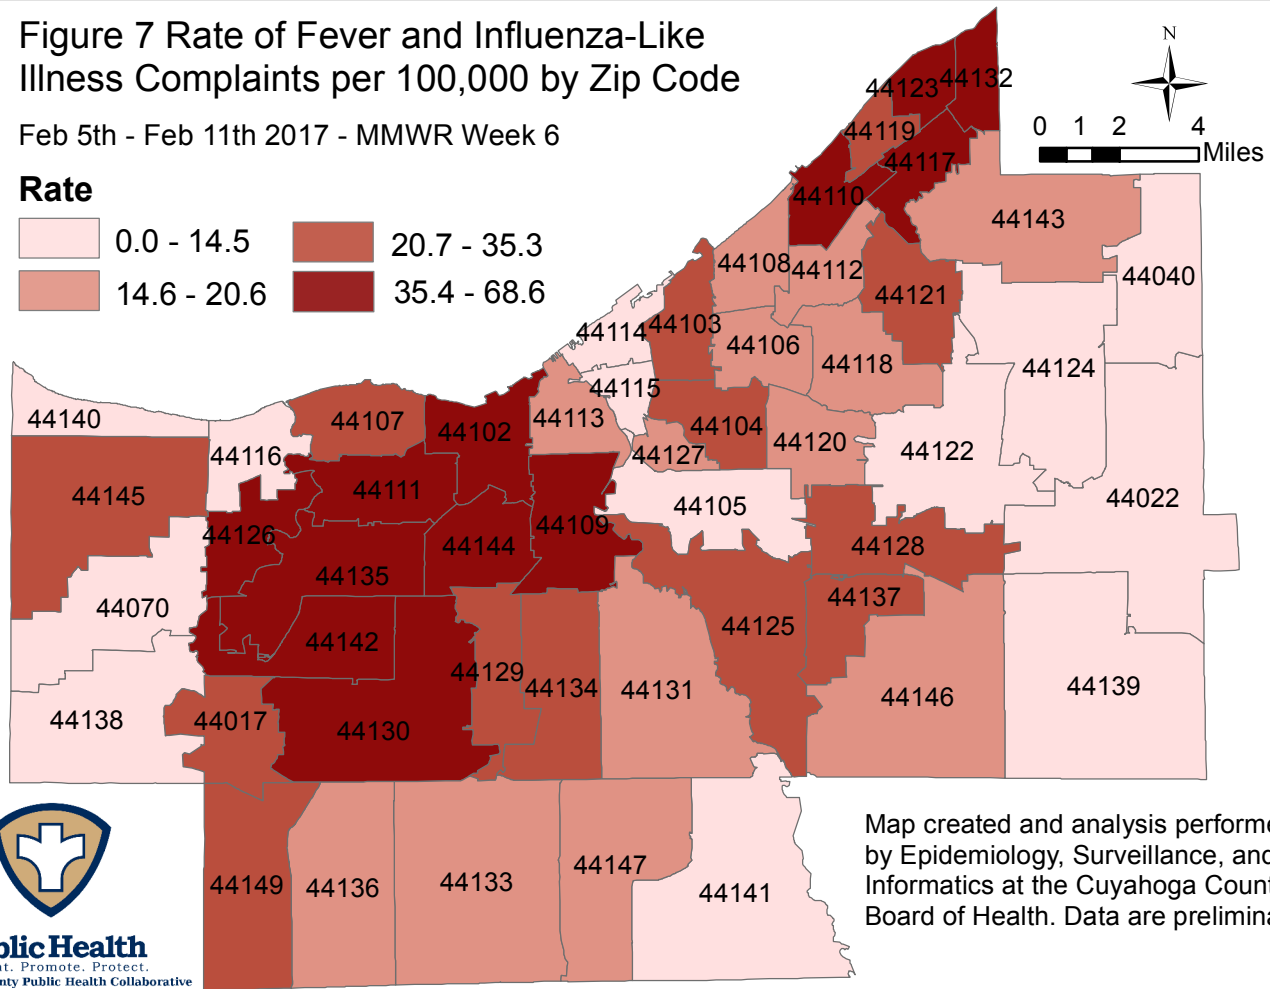 Figure 7 Rate of Fever and Influenza-Like
Illness Complaints per 100,000 by Zip Code
Feb 5th - Feb 11th 2017 - MMWR Week 6
Rate
0.0 - 14.5
20.7 - 35.3
14.6 - 20.6
35.4 - 68.6
N
0 1 2 4
Miles
44123
44132
44119
44117
44110
44143
44108
44112
44040
44121
44114
44103
44106
44118
44124
44115
44140
44107
44102
44113
44104
44120
44116
44127
44122
44111
44145
44022
44105
44126
44109
44144
44128
44135
44137
44070
44125
44142
44129
44134
44131
44139
44146
44138
44017
44130
44149
44136
44133
44147
44141
Map created and analysis performe
by Epidemiology, Surveillance, and
Informatics at the Cuyahoga Count
Board of Health. Data are prelimina
blic Health
nt. Promote. Protect.
nty Public Health Collaborative